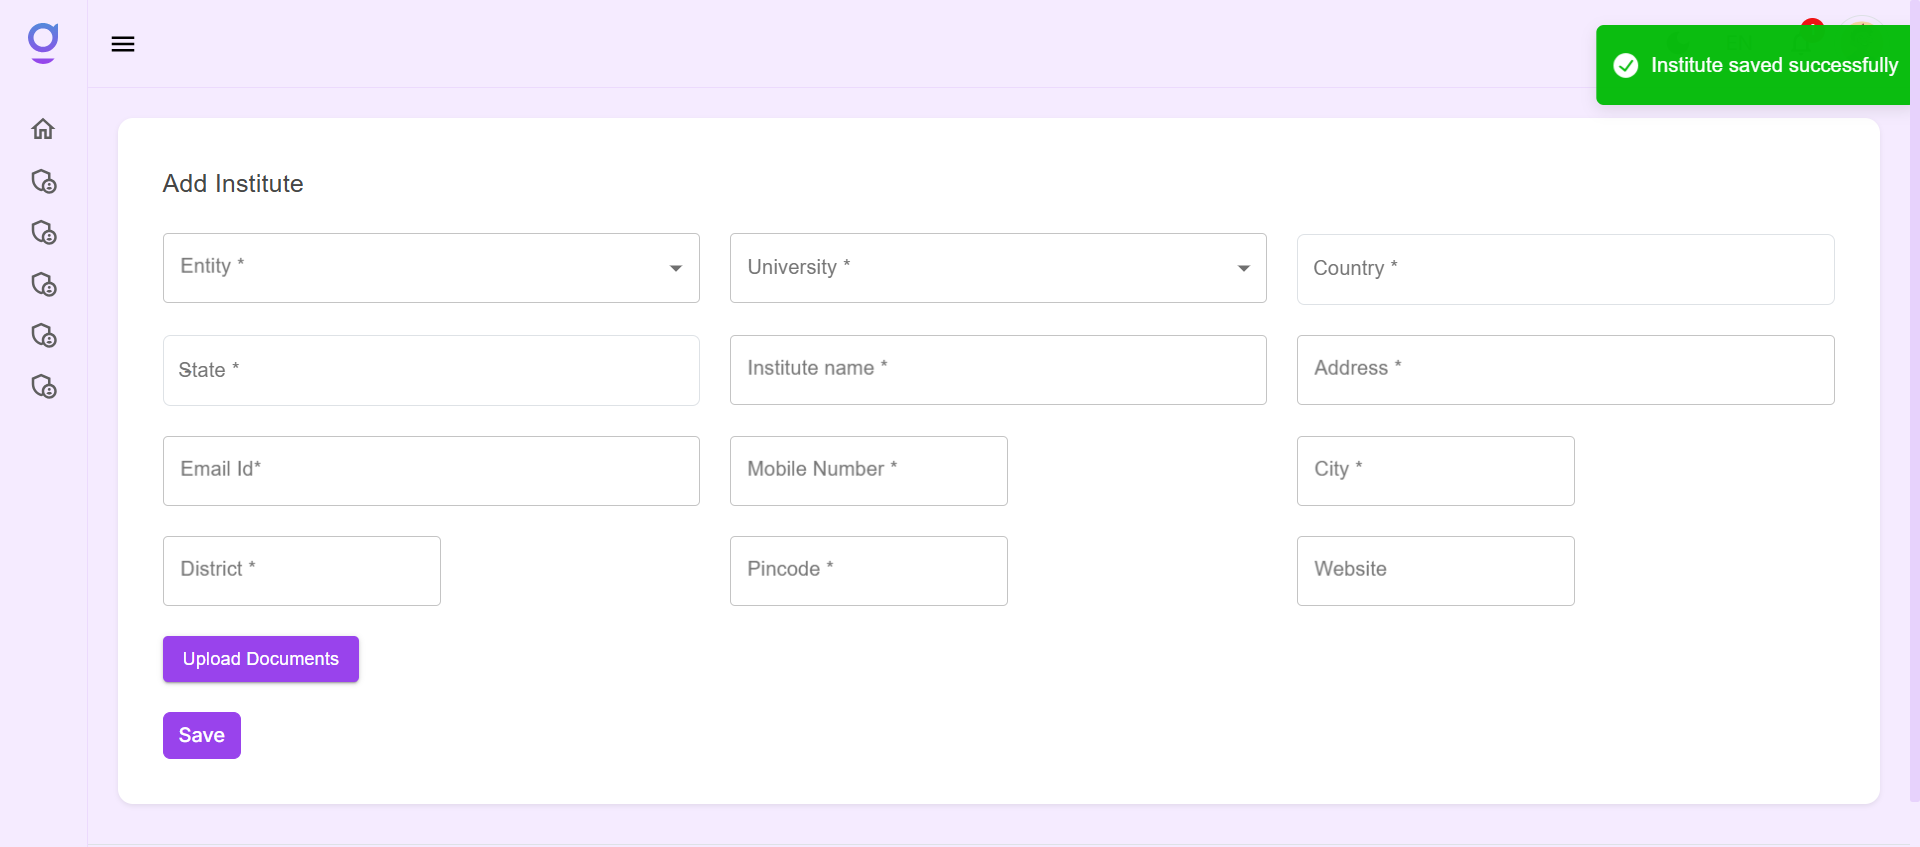 Institute saved successfully
Add Institute
Entity *
University *
Country *
State *
Institute name *
Address *
Email Id*
Mobile Number *
City *
District *
Pincode *
Website
Upload Documents
Save